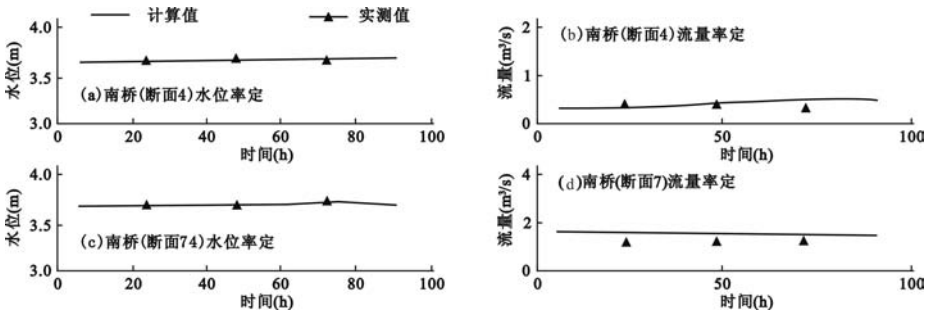 计算值 实测值
4.0
3.5
3.0
水位(m)
(a)南桥(断面4)水位率定
0 20 40 60 80 100
时间(h)
(b)南桥(断面4)流量率定
2
1
0
流量(m³/s)
0 50 100
时间(h)
4.0
3.5
3.0
水位(m)
(c)南桥(断面74)水位率定
0 20 40 60 80 100
时间(h)
(d)南桥(断面7)流量率定
4
2
0
流量(m³/s)
0 50 100
时间(h)